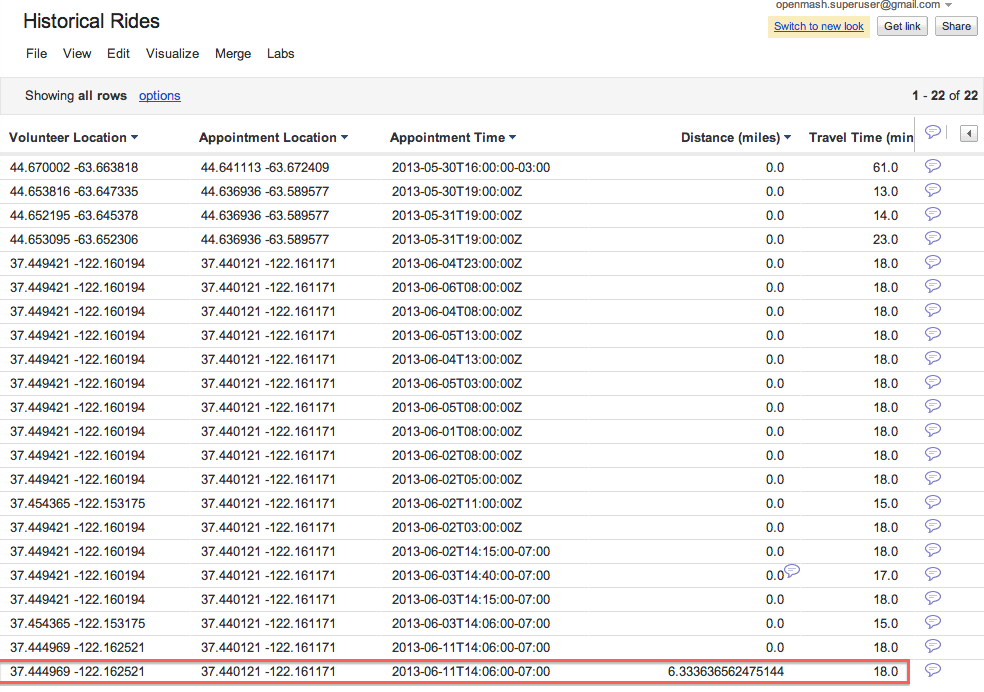 openmash.superuser@gmail.com
Historical Rides
Switch to new look Get link Share
File View Edit Visualize Merge Labs
Showing all rows options 1 - 22 of 22
Volunteer Location Appointment Location Appointment Time Distance (miles) Travel Time (min
44.670002 -63.663818 44.641113 -63.672409 2013-05-30T16:00:00-03:00 0.0 61.0
44.653816 -63.647335 44.636936 -63.589577 2013-05-30T19:00:00Z 0.0 13.0
44.652195 -63.645378 44.636936 -63.589577 2013-05-31T19:00:00Z 0.0 14.0
44.653095 -63.652306 44.636936 -63.589577 2013-05-31T19:00:00Z 0.0 23.0
37.449421 -122.160194 37.440121 -122.161171 2013-06-04T23:00:00Z 0.0 18.0
37.449421 -122.160194 37.440121 -122.161171 2013-06-06T08:00:00Z 0.0 18.0
37.449421 -122.160194 37.440121 -122.161171 2013-06-04T08:00:00Z 0.0 18.0
37.449421 -122.160194 37.440121 -122.161171 2013-06-05T13:00:00Z 0.0 18.0
37.449421 -122.160194 37.440121 -122.161171 2013-06-04T13:00:00Z 0.0 18.0
37.449421 -122.160194 37.440121 -122.161171 2013-06-05T03:00:00Z 0.0 18.0
37.449421 -122.160194 37.440121 -122.161171 2013-06-05T08:00:00Z 0.0 18.0
37.449421 -122.160194 37.440121 -122.161171 2013-06-01T08:00:00Z 0.0 18.0
37.449421 -122.160194 37.440121 -122.161171 2013-06-02T08:00:00Z 0.0 18.0
37.449421 -122.160194 37.440121 -122.161171 2013-06-02T05:00:00Z 0.0 18.0
37.454365 -122.153175 37.440121 -122.161171 2013-06-02T11:00:00Z 0.0 15.0
37.449421 -122.160194 37.440121 -122.161171 2013-06-02T03:00:00Z 0.0 18.0
37.449421 -122.160194 37.440121 -122.161171 2013-06-02T14:15:00-07:00 0.0 18.0
37.449421 -122.160194 37.440121 -122.161171 2013-06-03T14:40:00-07:00 0.0 17.0
37.449421 -122.160194 37.440121 -122.161171 2013-06-03T14:15:00-07:00 0.0 18.0
37.454365 -122.153175 37.440121 -122.161171 2013-06-03T14:06:00-07:00 0.0 15.0
37.444969 -122.162521 37.440121 -122.161171 2013-06-11T14:06:00-07:00 0.0 18.0
37.444969 -122.162521 37.440121 -122.161171 2013-06-11T14:06:00-07:00 6.333636562475144 18.0